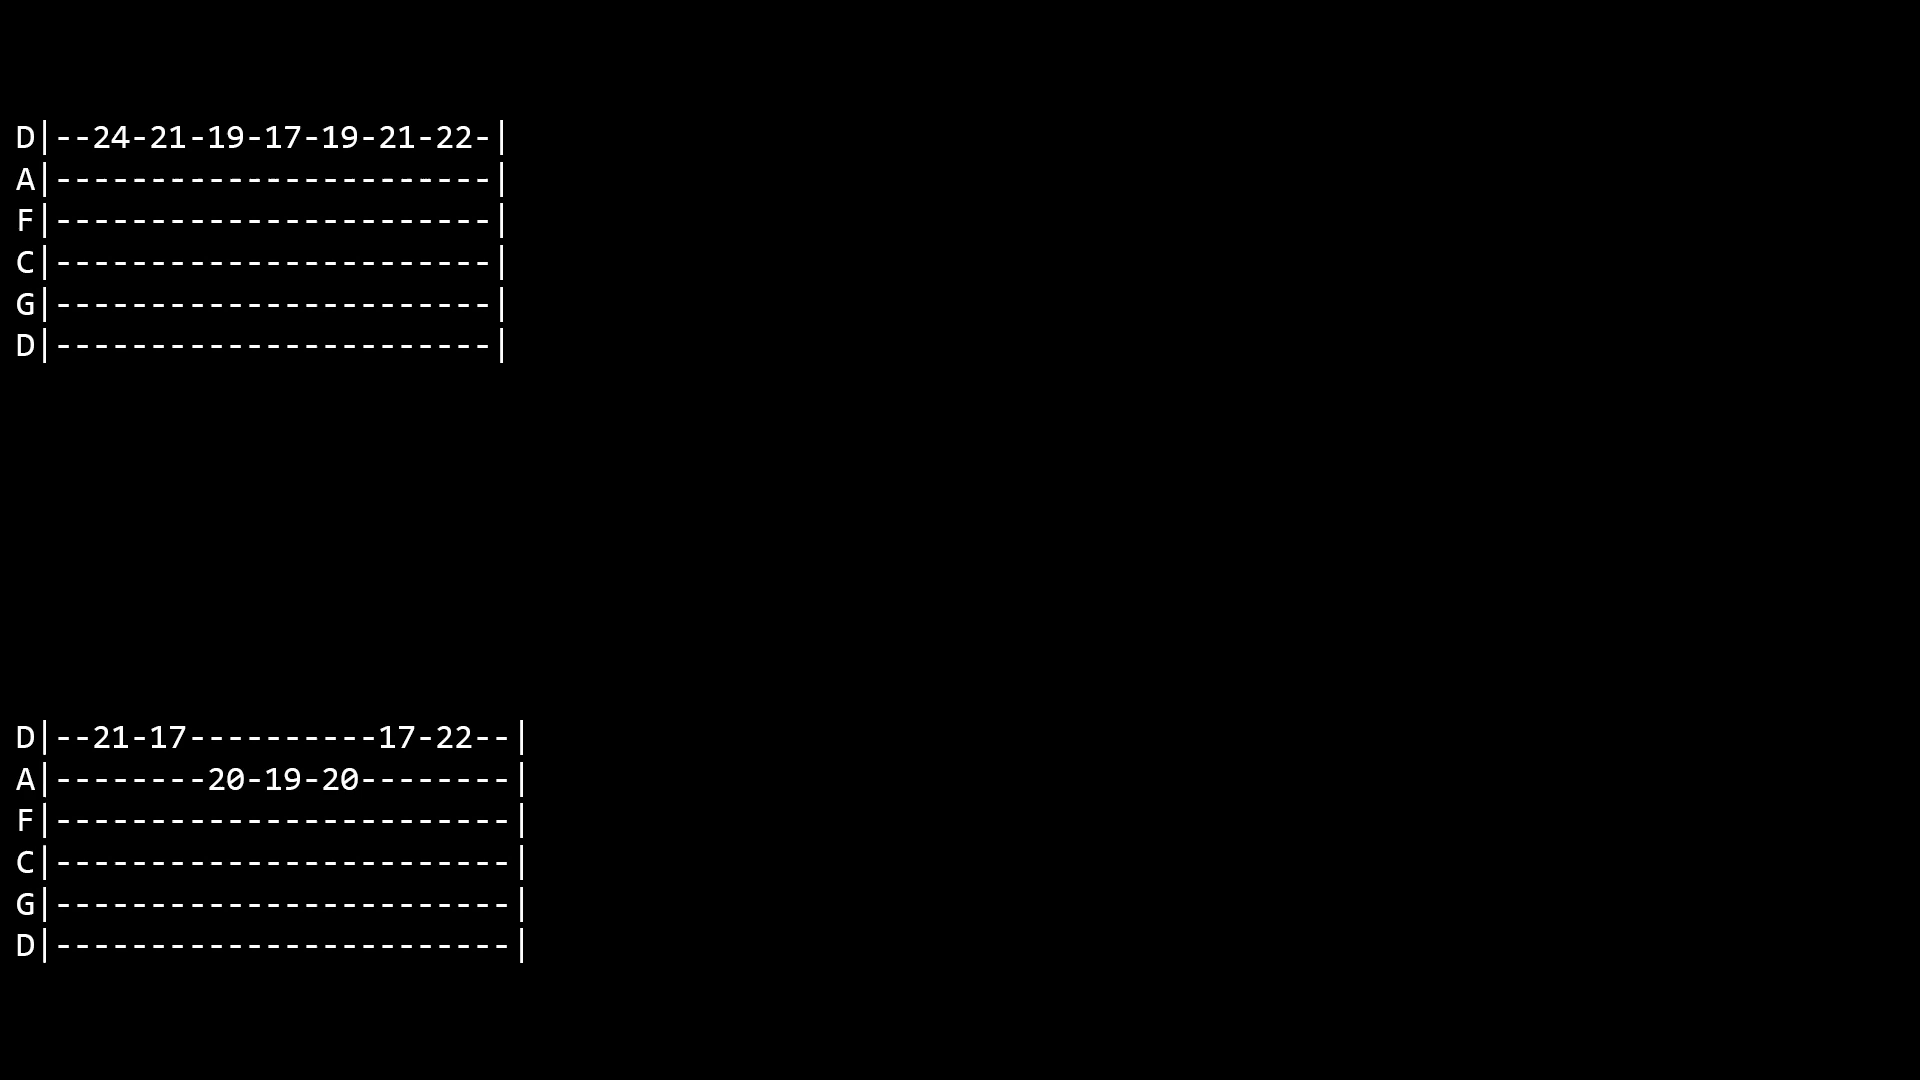 D|--24-21-19-17-19-21-22-|
A|-----------------------|
F|-----------------------|
C|-----------------------|
G|-----------------------|
D|-----------------------|
D|--21-17----------17-22--|
A|--------20-19-20--------|
F|------------------------|
C|------------------------|
G|------------------------|
D|------------------------|